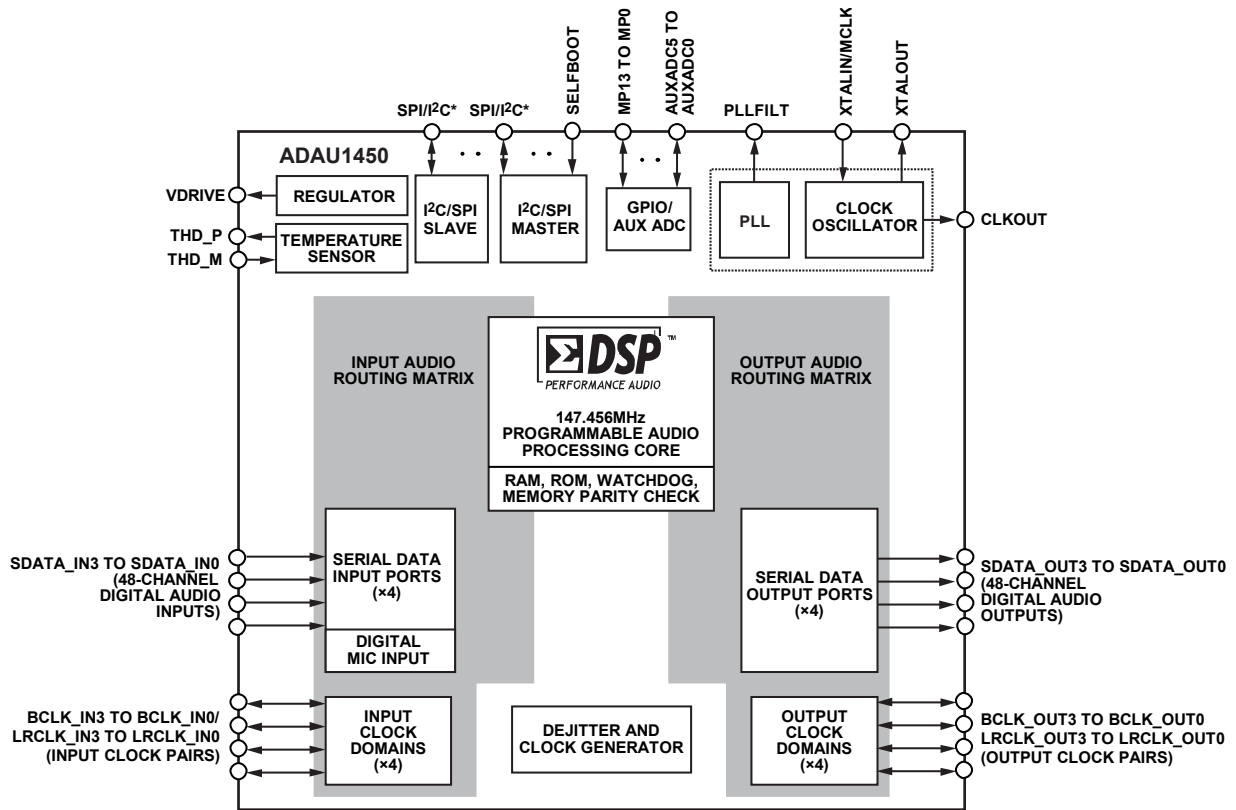 SELFBOOT
MP13 TO MP0
AUXADC5 TO
AUXADC0
XTALIN/MCLK
XTALOUT
SPI/I²C*
SPI/I²C*
PLLFILT
ADAU1450
VDRIVE
REGULATOR
THD_P
THD_M
TEMPERATURE
SENSOR
I²C/SPI
SLAVE
I²C/SPI
MASTER
GPIO/
AUX ADC
PLL
CLOCK
OSCILLATOR
CLKOUT
INPUT AUDIO
ROUTING MATRIX
ΣDSP™
PERFORMANCE AUDIO
147.456MHz
PROGRAMMABLE AUDIO
PROCESSING CORE
RAM, ROM, WATCHDOG,
MEMORY PARITY CHECK
OUTPUT AUDIO
ROUTING MATRIX
SDATA_IN3 TO SDATA_IN0
(48-CHANNEL
DIGITAL AUDIO
INPUTS)
SERIAL DATA
INPUT PORTS
(×4)
DIGITAL
MIC INPUT
SERIAL DATA
OUTPUT PORTS
(×4)
SDATA_OUT3 TO SDATA_OUT0
(48-CHANNEL
DIGITAL AUDIO
OUTPUTS)
BCLK_IN3 TO BCLK_IN0/
LRCLK_IN3 TO LRCLK_IN0
(INPUT CLOCK PAIRS)
INPUT
CLOCK
DOMAINS
(×4)
DEJITTER AND
CLOCK GENERATOR
OUTPUT
CLOCK
DOMAINS
(×4)
BCLK_OUT3 TO BCLK_OUT0
LRCLK_OUT3 TO LRCLK_OUT0
(OUTPUT CLOCK PAIRS)